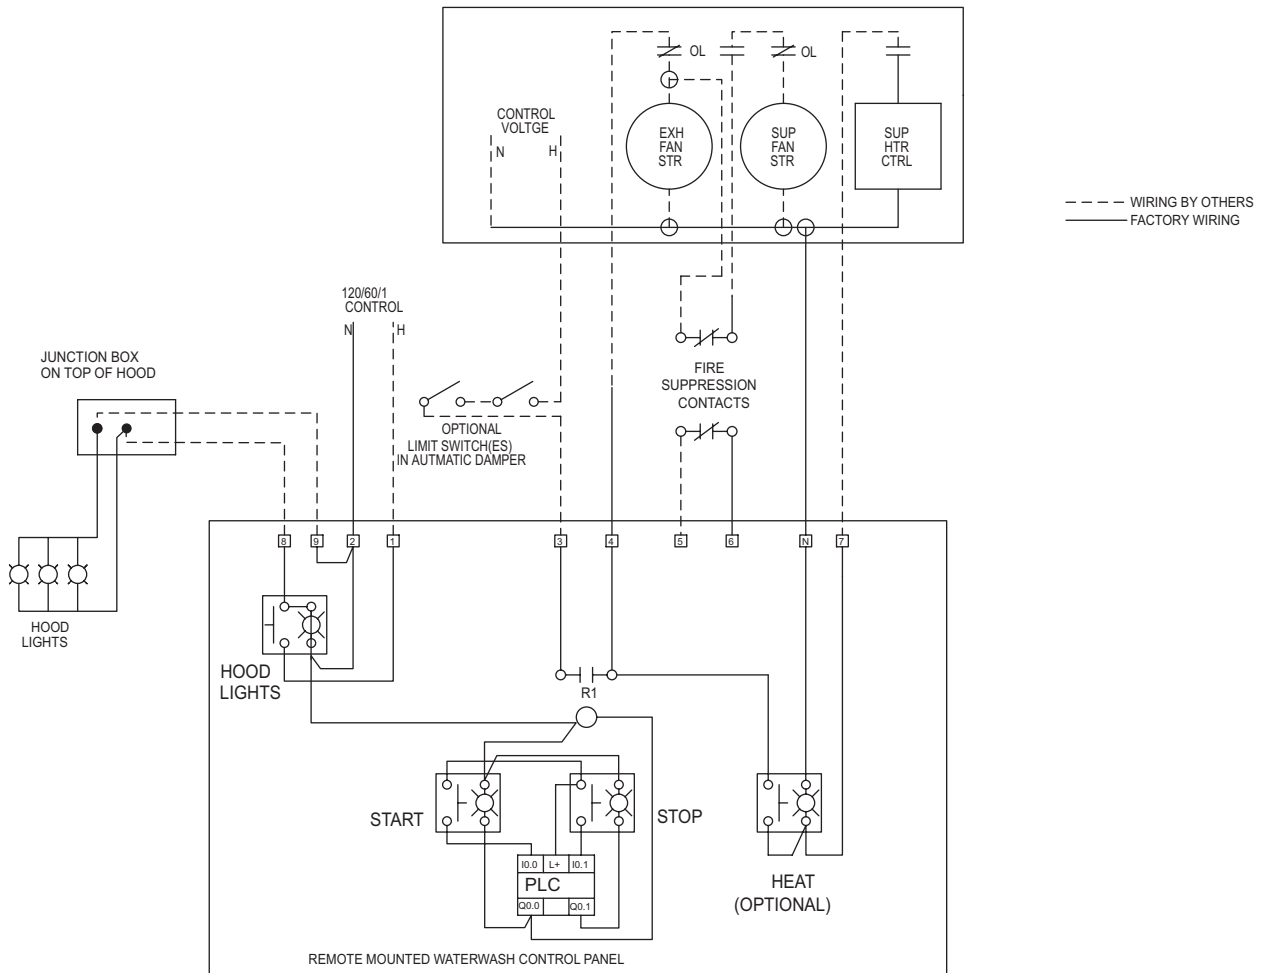 OL
OL
CONTROL
VOLTGE
N
H
EXH
FAN
STR
SUP
FAN
STR
SUP
HTR
CTRL
WIRING BY OTHERS
FACTORY WIRING
120/60/1
CONTROL
N
H
JUNCTION BOX
ON TOP OF HOOD
FIRE
SUPPRESSION
CONTACTS
OPTIONAL
LIMIT SWITCH(ES)
IN AUTMATIC DAMPER
8
9
2
1
3
4
5
6
N
7
HOOD
LIGHTS
HOOD
LIGHTS
R1
START
STOP
I0.0
L+
I0.1
PLC
Q0.0
Q0.1
HEAT
(OPTIONAL)
REMOTE MOUNTED WATERWASH CONTROL PANEL